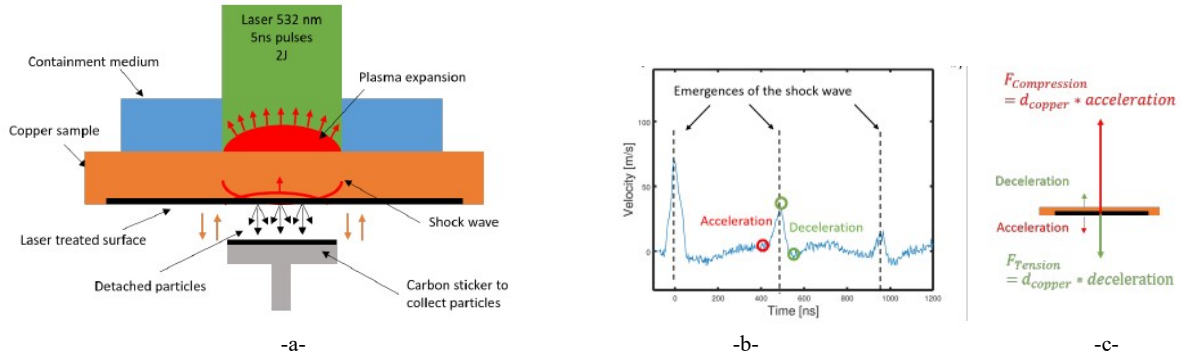 Laser 532 nm
5ns pulses
2J
Containment medium
Plasma expansion
Copper sample
Shock wave
Laser treated surface
Detached particles
Carbon sticker to
collect particles
-a-
Emergences of the shock wave
Velocity [m/s]
100
50
0
Acceleration
Deceleration
0 200 400 600 800 1000 1200
Time [ns]
-b-
F_Compression
= d_copper * acceleration
Deceleration
Acceleration
F_Tension
= d_copper * deceleration
-c-